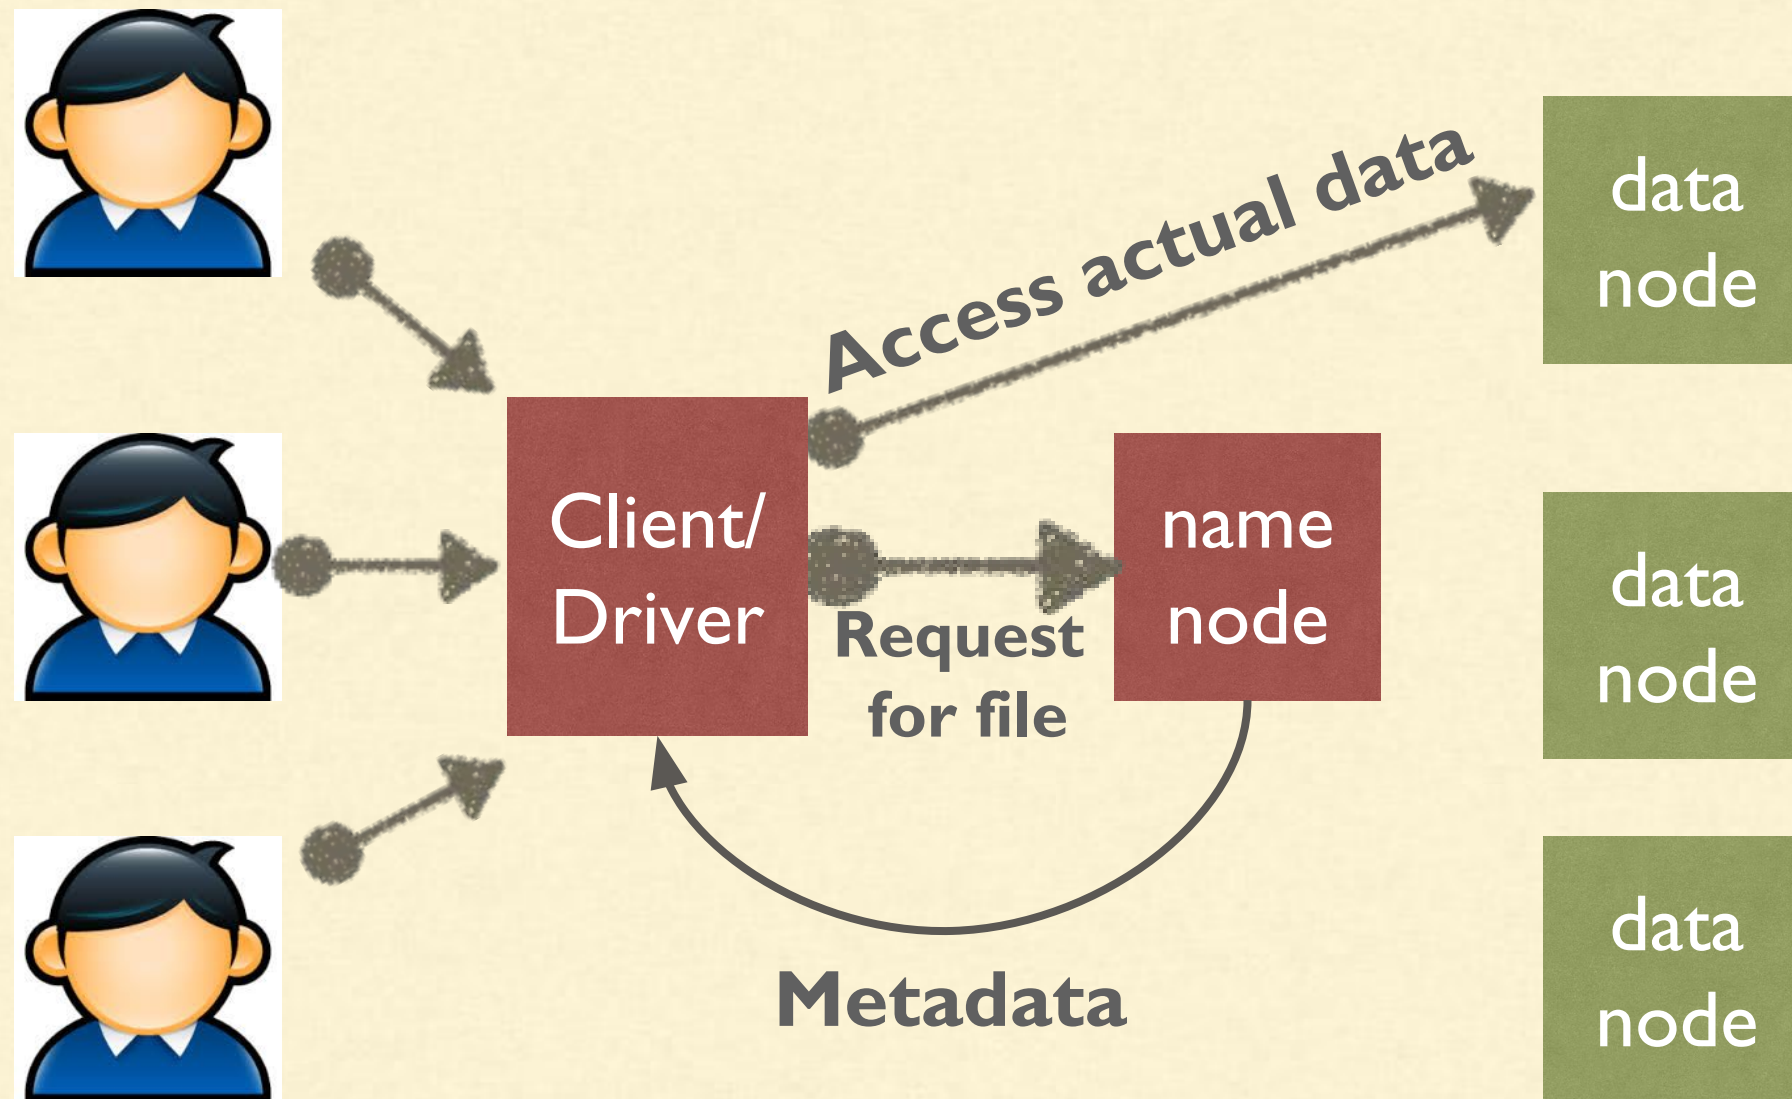 Access actual data
data
node
Client/
Driver
name
node
Request
for file
data
node
Metadata
data
node